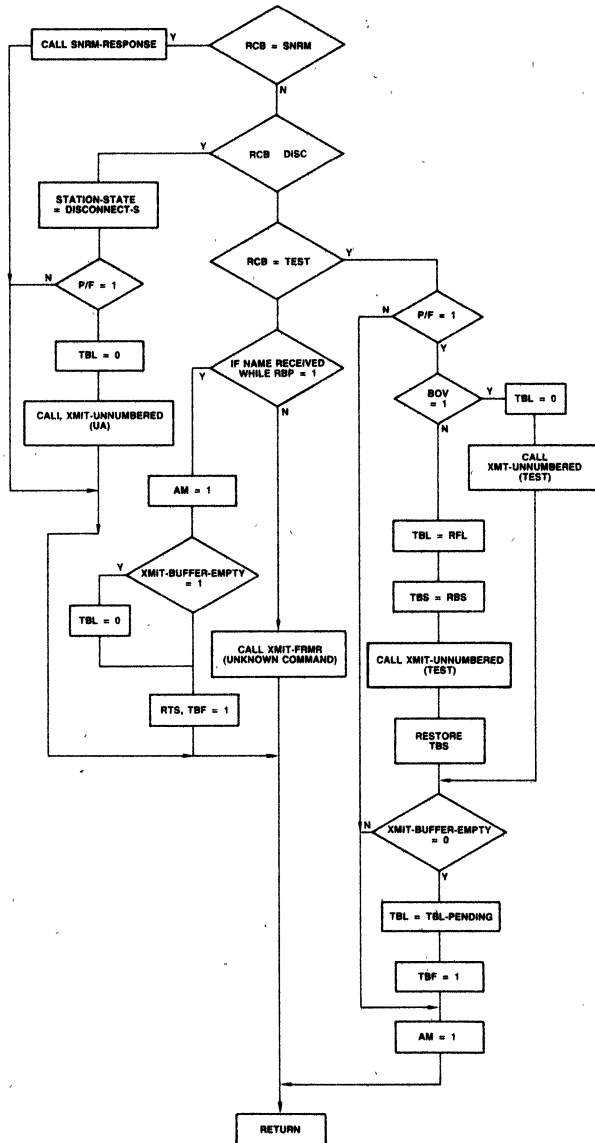 CALL SNRM-RESPONSE
Y
RCB = SNRM
N
Y
RCB DISC
STATION-STATE
= DISCONNECT-S
RCB = TEST
Y
N
P/F = 1
N
P/F = 1
Y
TBL = 0
Y
IF NAME RECEIVED
WHILE RBP = 1
N
BOV
= 1
Y
TBL = 0
N
CALL XMIT-UNNUMBERED
(UA)
CALL
XMT-UNNUMBERED
(TEST)
AM = 1
TBL = RFL
Y
XMIT-BUFFER-EMPTY
= 1
TBS = RBS
TBL = 0
CALL XMIT-FRMR
(UNKNOWN COMMAND)
CALL XMIT-UNNUMBERED
(TEST)
RTS, TBF = 1
RESTORE
TBS
N
XMIT-BUFFER-EMPTY
= 0
Y
TBL = TBL-PENDING
TBF = 1
AM = 1
RETURN